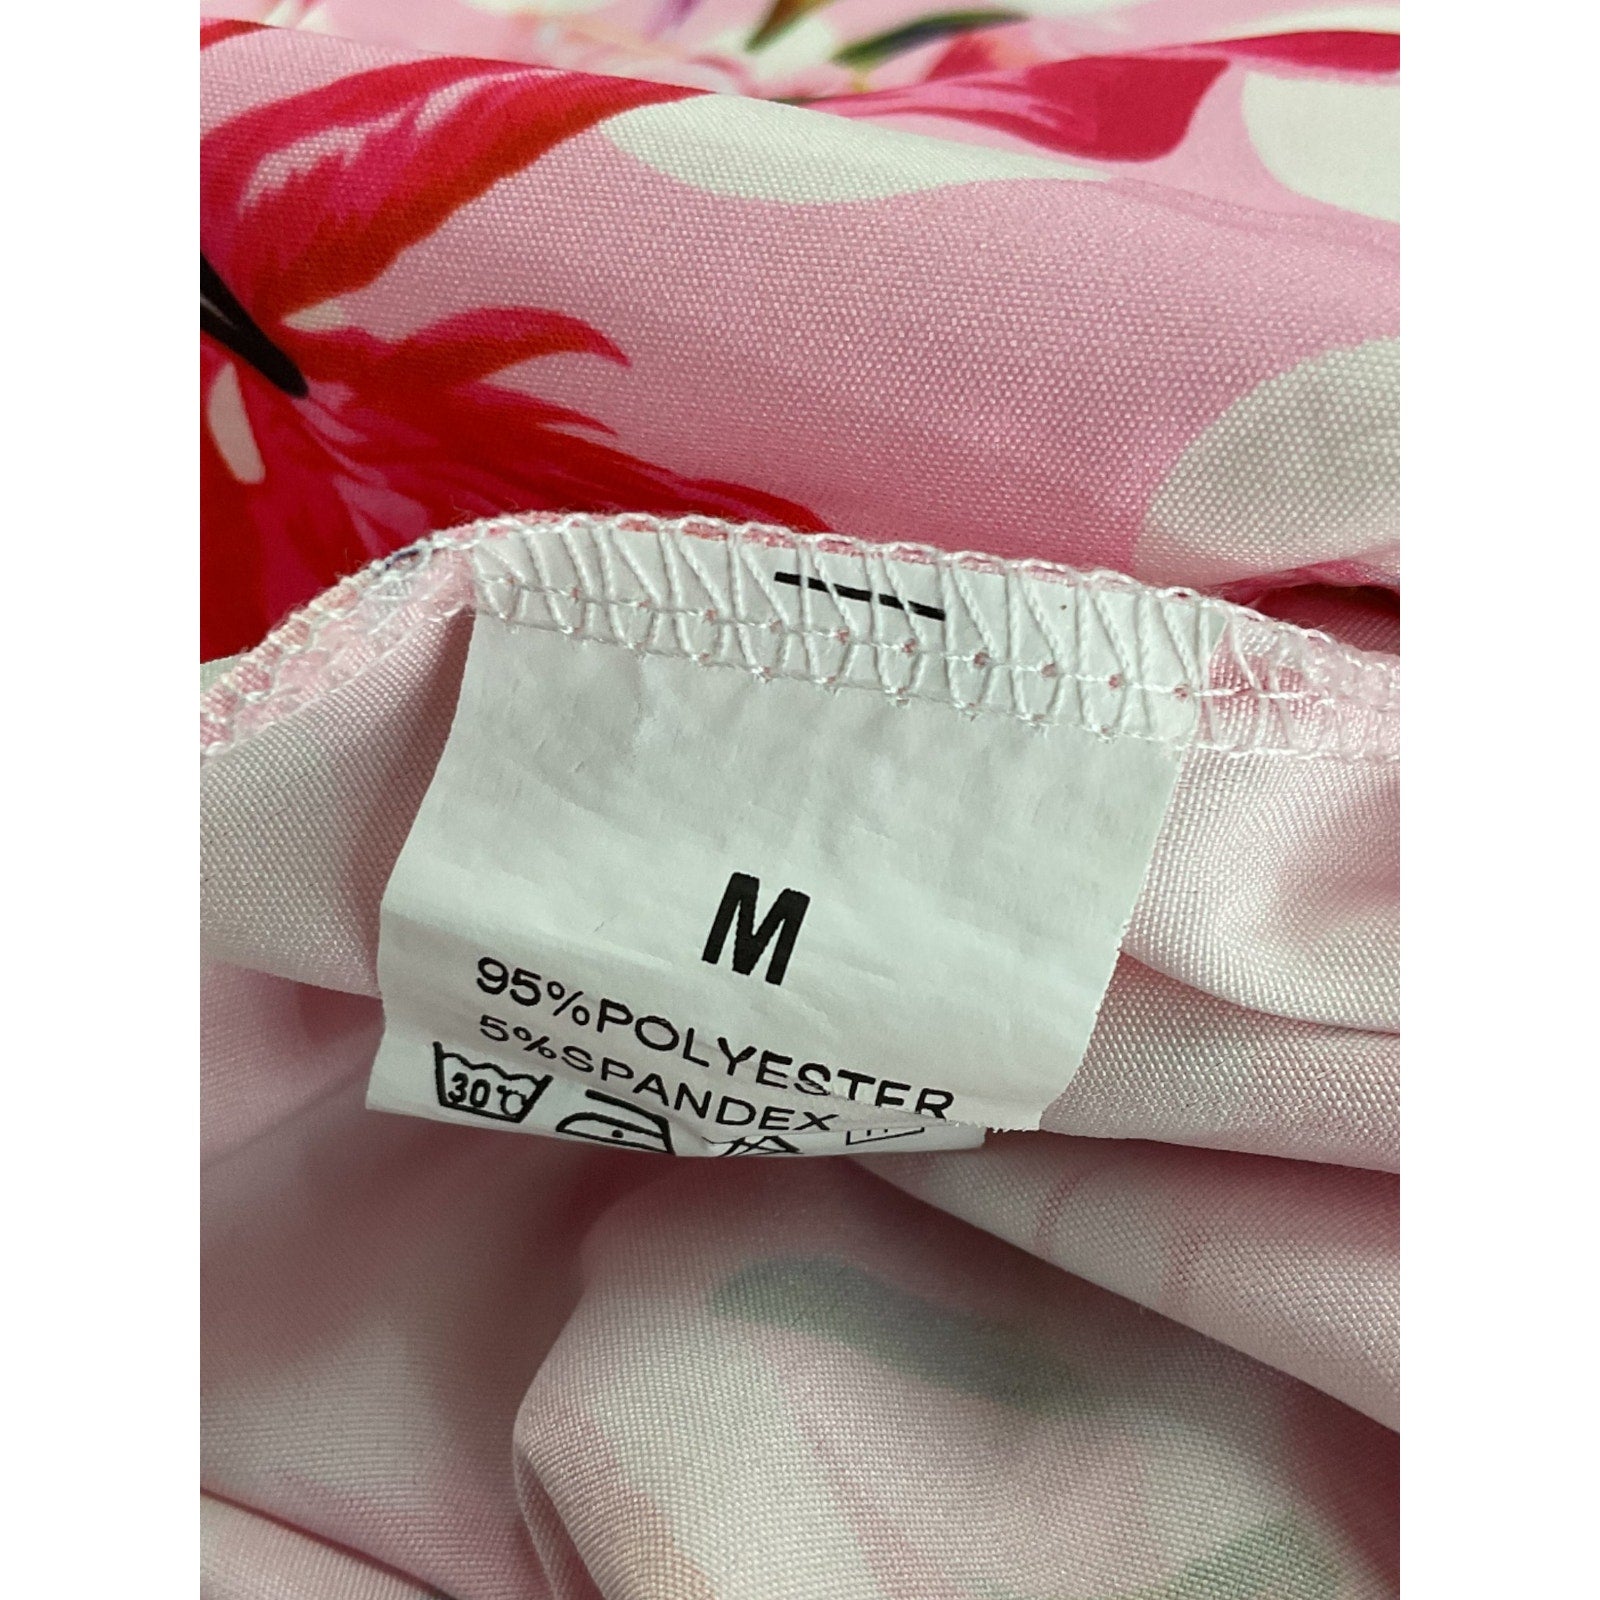 M
95%POLYESTER
5%SPANDEX
30℃